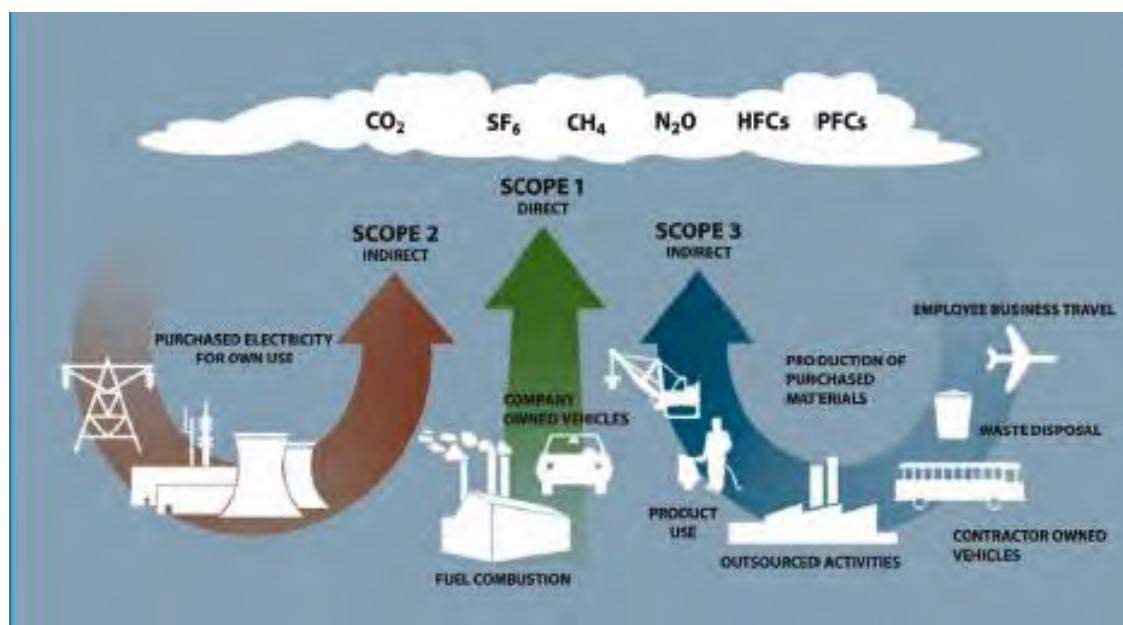 CO₂ SF₆ CH₄ N₂O HFCs PFCs
SCOPE 1
DIRECT
SCOPE 2
INDIRECT
SCOPE 3
INDIRECT
PURCHASED ELECTRICITY
FOR OWN USE
COMPANY
OWNED VEHICLES
FUEL COMBUSTION
PRODUCTION OF
PURCHASED
MATERIALS
EMPLOYEE BUSINESS TRAVEL
WASTE DISPOSAL
PRODUCT
USE
OUTSOURCED ACTIVITIES
CONTRACTOR OWNED
VEHICLES